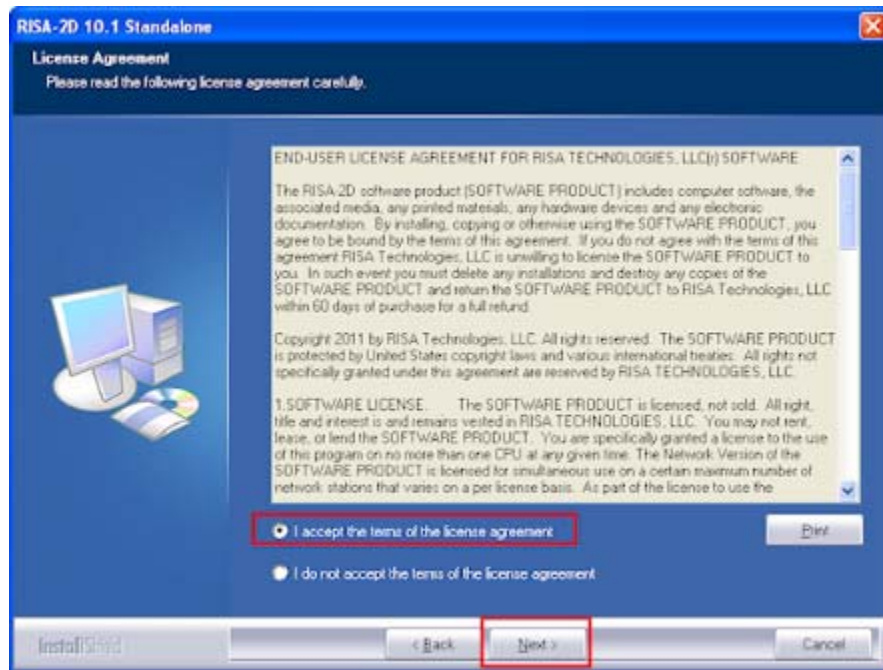 RISA-2D 10.1 Standalone
License Agreement
Please read the following license agreement carefully.
END-USER LICENSE AGREEMENT FOR RISA TECHNOLOGIES, LLC(r) SOFTWARE
The RISA-2D software product (SOFTWARE PRODUCT) includes computer software, the
associated media, any printed materials, any hardware devices and any electronic
documentation. By installing, copying or otherwise using the SOFTWARE PRODUCT, you
agree to be bound by the terms of this agreement. If you do not agree with the terms of this
agreement RISA Technologies, LLC is unwilling to license the SOFTWARE PRODUCT to
you. In such event you must delete any installations and destroy any copies of the
SOFTWARE PRODUCT and return the SOFTWARE PRODUCT to RISA Technologies, LLC
within 60 days of purchase for a full refund.
Copyright 2011 by RISA Technologies, LLC. All rights reserved. The SOFTWARE PRODUCT
is protected by United States copyright laws and various international treaties. All rights not
specifically granted under this agreement are reserved by RISA TECHNOLOGIES, LLC.
1.SOFTWARE LICENSE. The SOFTWARE PRODUCT is licensed, not sold. All right,
title and interest is and remains vested in RISA TECHNOLOGIES, LLC. You may not rent,
lease, or lend the SOFTWARE PRODUCT. You are specifically granted a license to the use
of this program on no more than one CPU at any given time. The Network Version of the
SOFTWARE PRODUCT is licensed for simultaneous use on a certain maximum number of
network stations that varies on a per license basis. As part of the license to use the
I accept the terms of the license agreement
Print
I do not accept the terms of the license agreement
InstallShield
< Back
Next >
Cancel